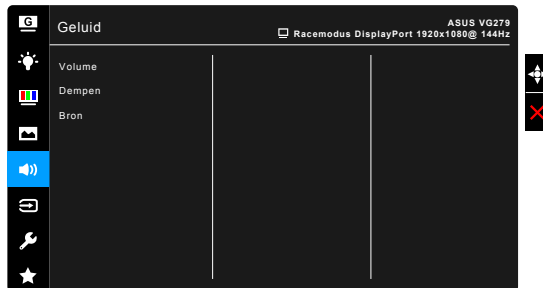 G
Geluid
ASUS VG279
Racemodus DisplayPort 1920x1080@ 144Hz
Volume
Dempen
Bron